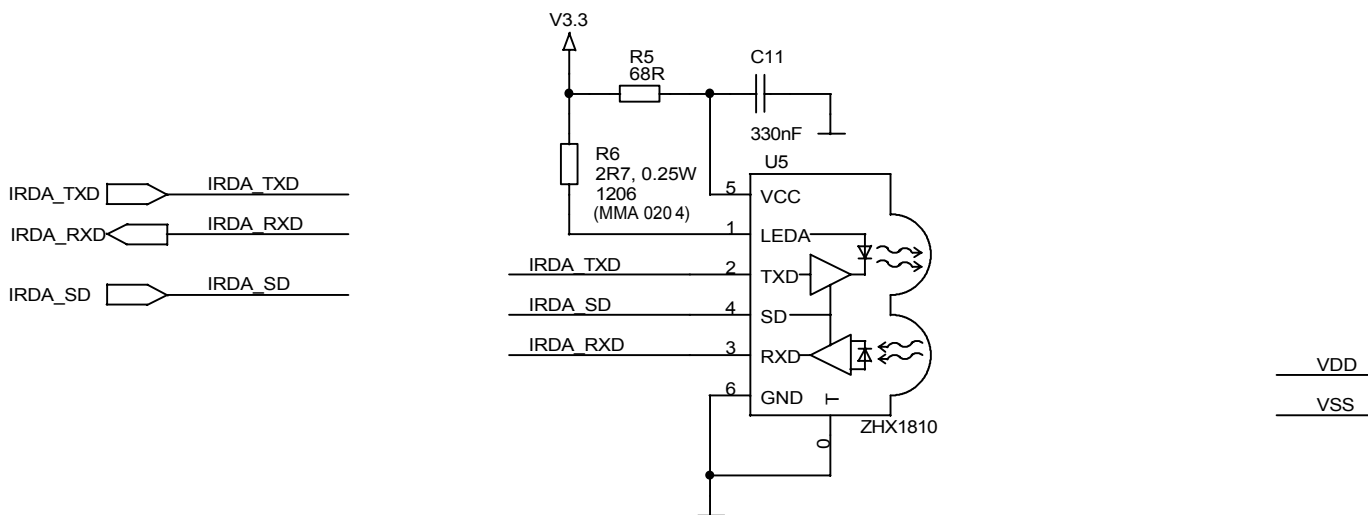 V3.3
R5
68R
C11
330nF
R6
2R7, 0.25W
1206
(MMA 020 4)
U5
IRDA_TXD IRDA_TXD
IRDA_RXD IRDA_RXD
IRDA_SD IRDA_SD
5 VCC
1 LEDA
IRDA_TXD 2 TXD
IRDA_SD 4 SD
IRDA_RXD 3 RXD
6 GND T
0
ZHX1810
VDD
VSS